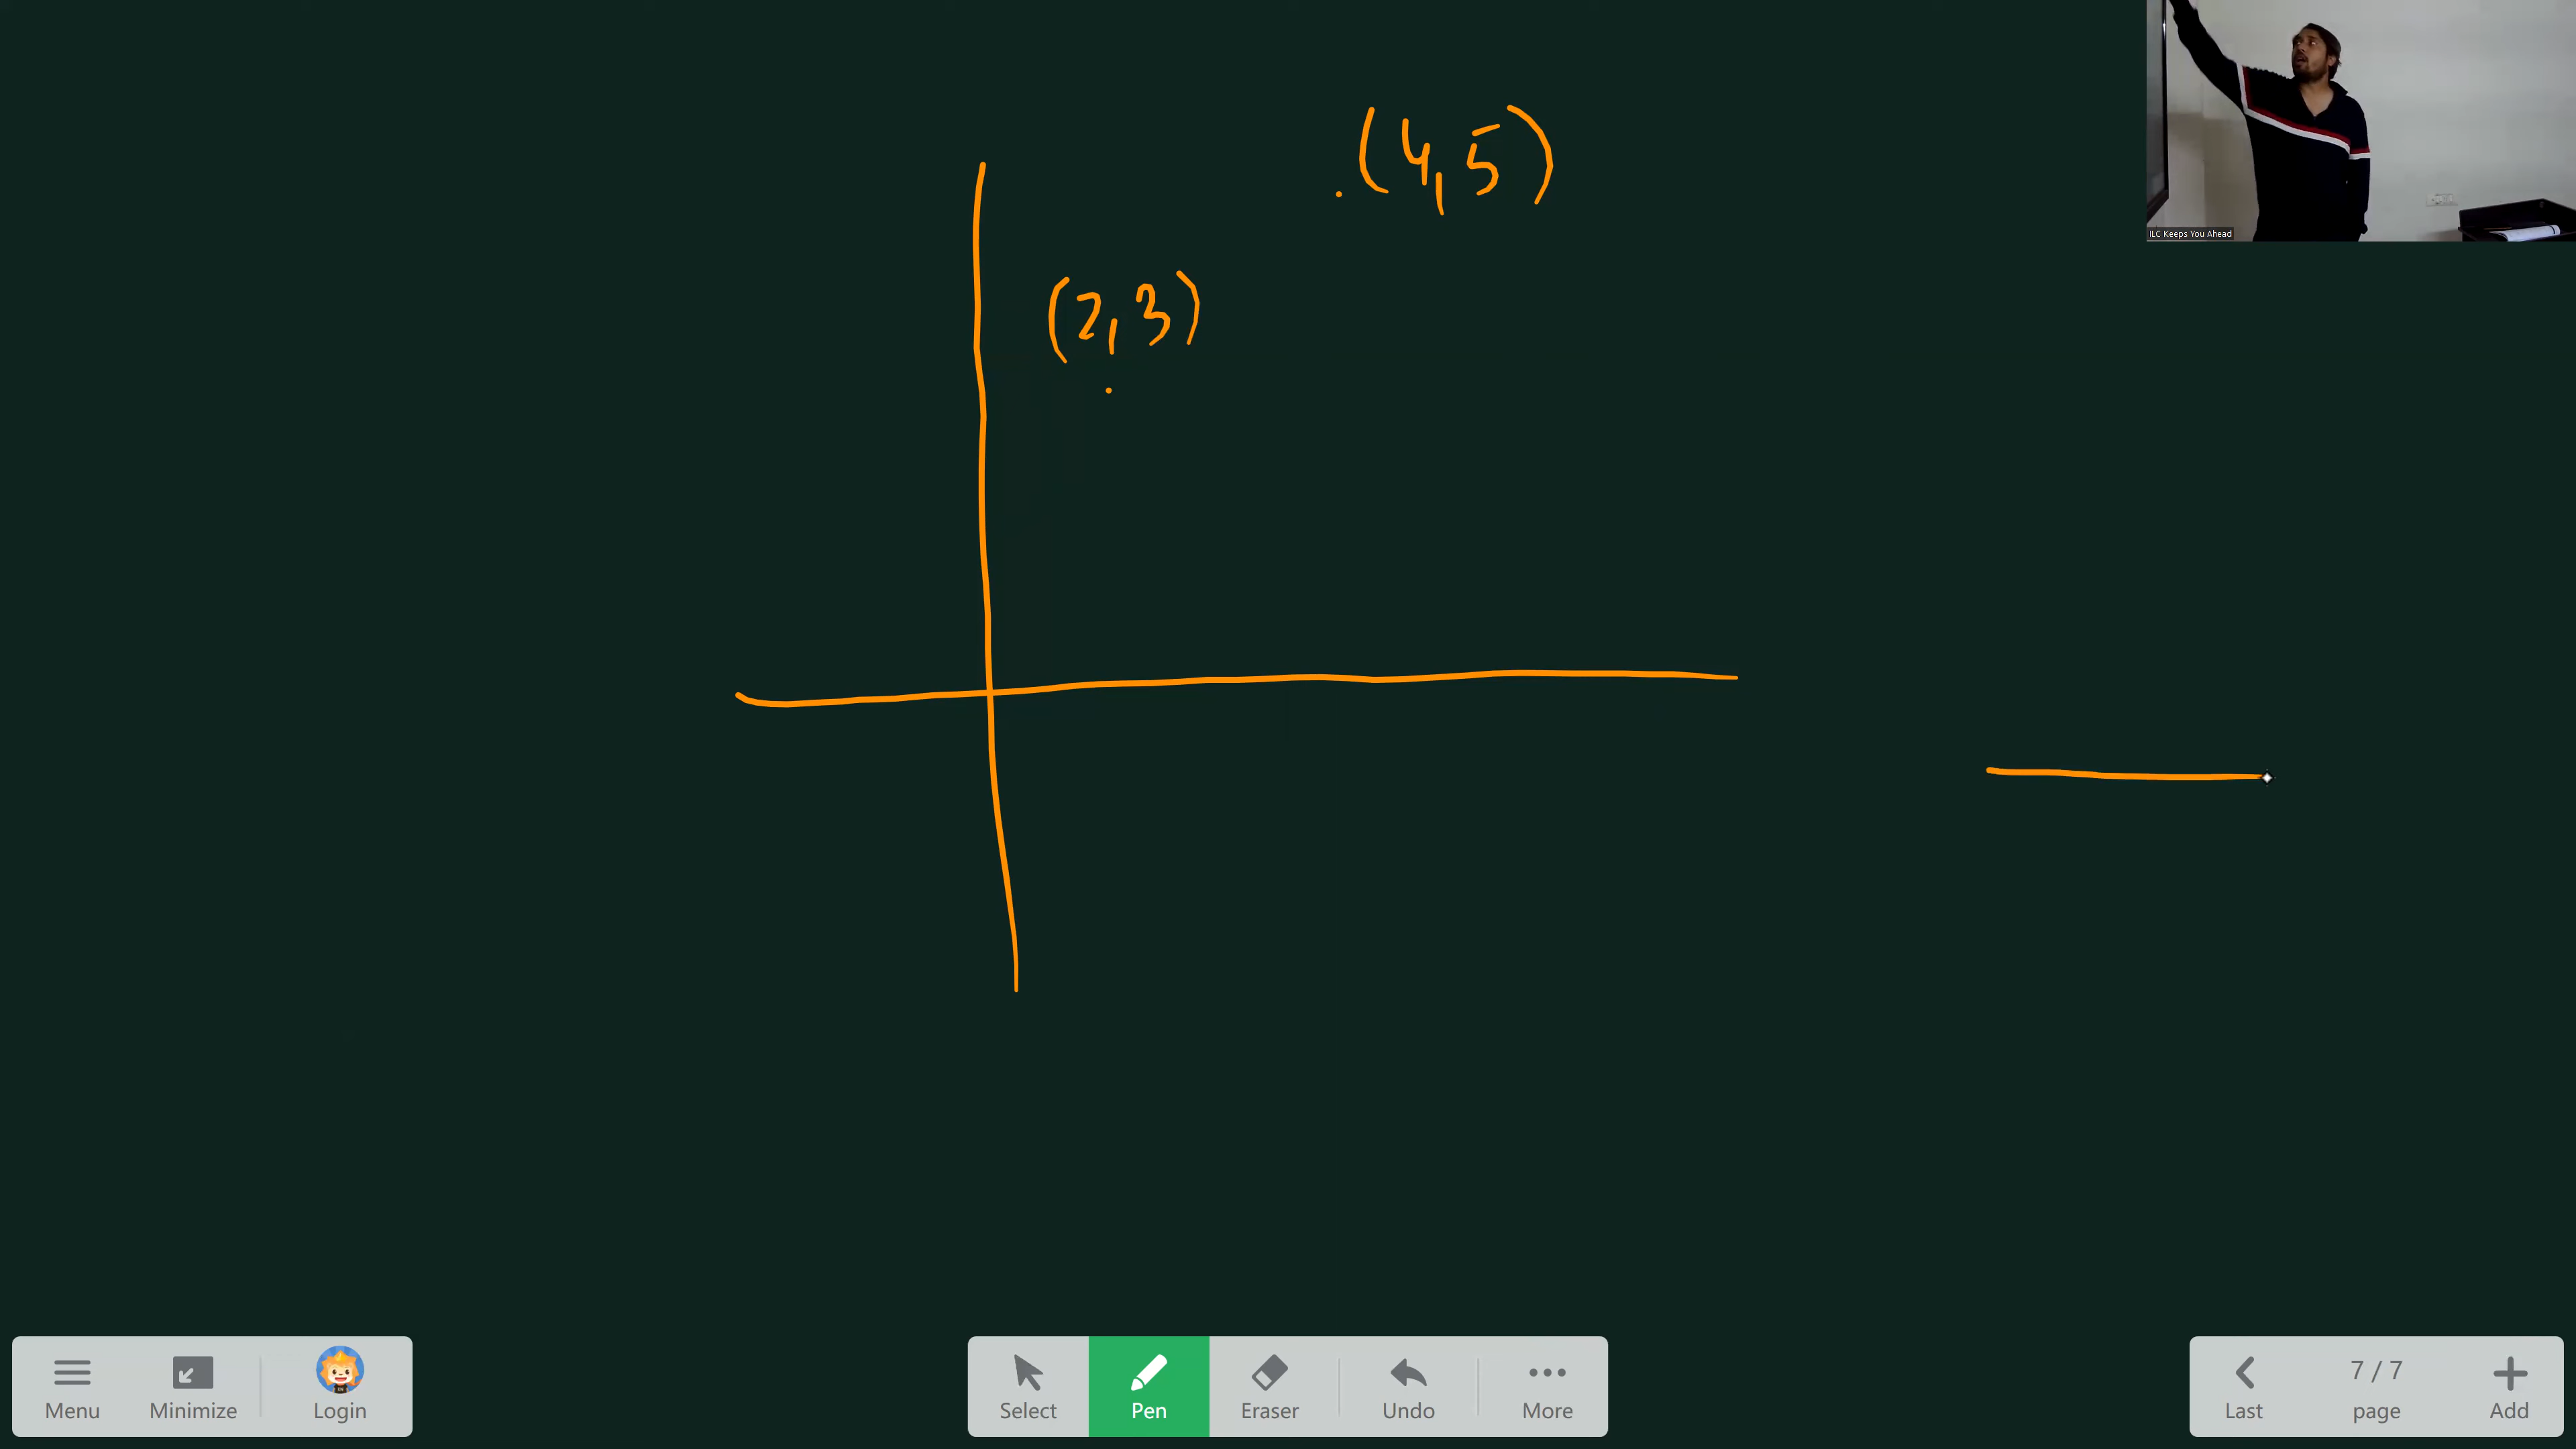 (4,5)
(2,3)
ILC Keeps You Ahead
Menu Minimize Login
Select Pen Eraser Undo More
Last 7 / 7 page Add